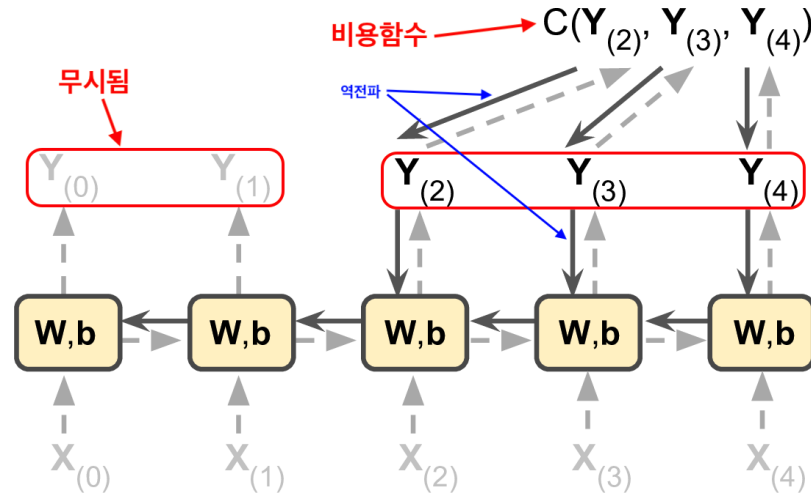 비용함수 C(Y(2), Y(3), Y(4))
무시됨
역전파
Y(0) Y(1) Y(2) Y(3) Y(4)
W,b W,b W,b W,b W,b
X(0) X(1) X(2) X(3) X(4)